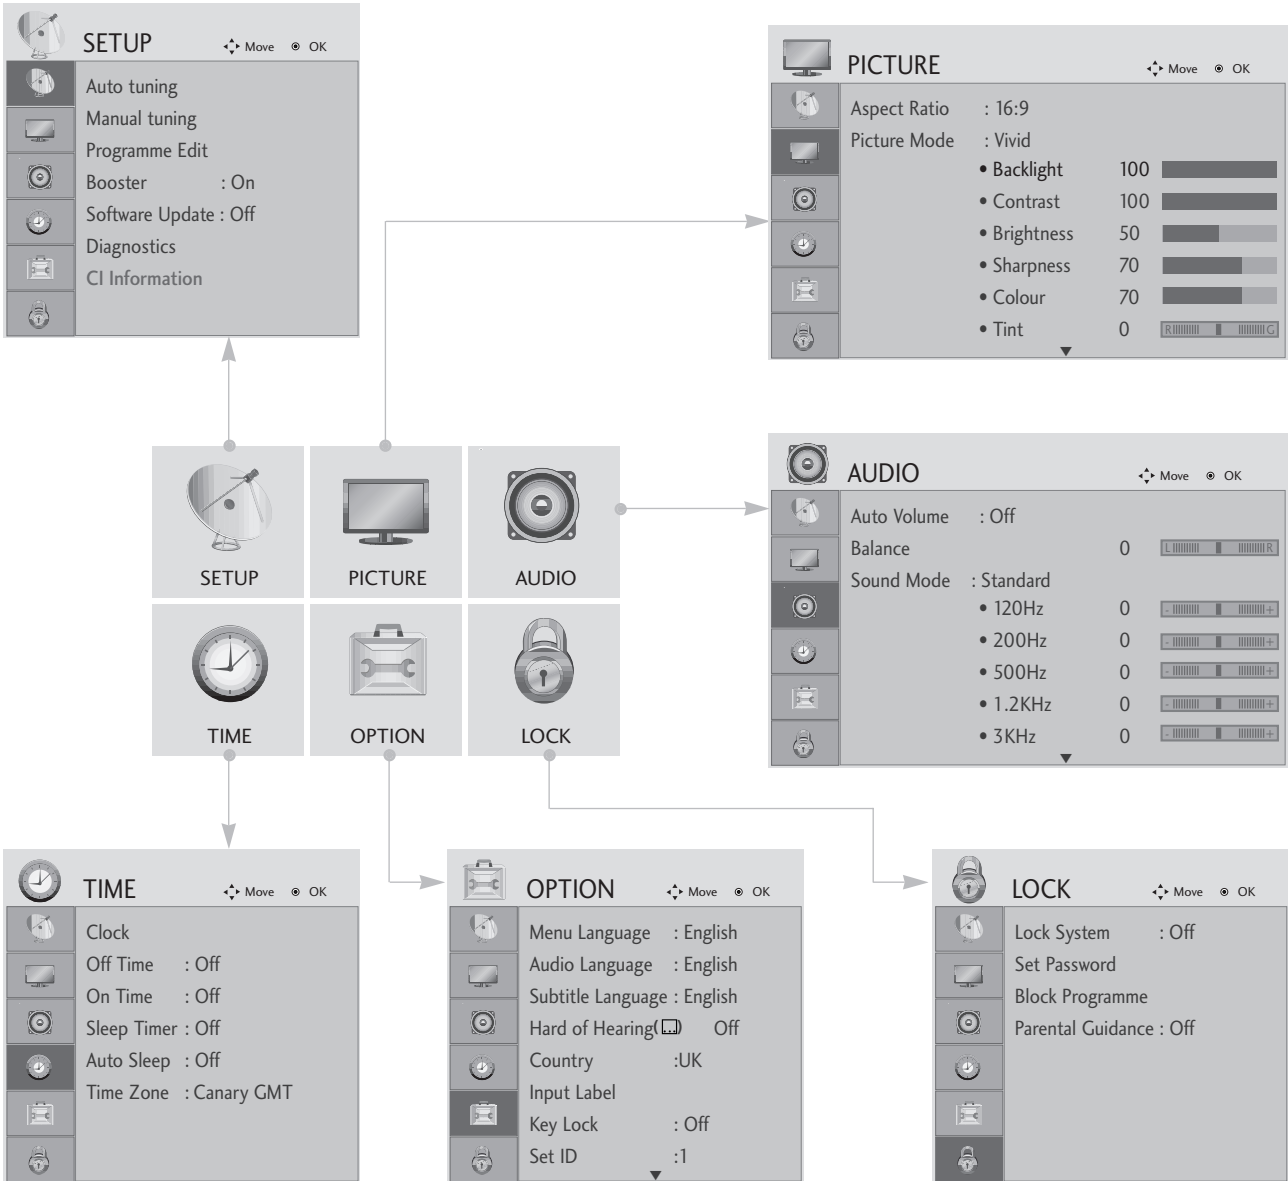 SETUP Move OK
Auto tuning
Manual tuning
Programme Edit
Booster : On
Software Update : Off
Diagnostics
CI Information
PICTURE Move OK
Aspect Ratio : 16:9
Picture Mode : Vivid
• Backlight 100
• Contrast 100
• Brightness 50
• Sharpness 70
• Colour 70
• Tint 0 R G
SETUP PICTURE AUDIO
TIME OPTION LOCK
AUDIO Move OK
Auto Volume : Off
Balance 0 L R
Sound Mode : Standard
• 120Hz 0 - +
• 200Hz 0 - +
• 500Hz 0 - +
• 1.2KHz 0 - +
• 3KHz 0 - +
TIME Move OK
Clock
Off Time : Off
On Time : Off
Sleep Timer : Off
Auto Sleep : Off
Time Zone : Canary GMT
OPTION Move OK
Menu Language : English
Audio Language : English
Subtitle Language : English
Hard of Hearing( ) Off
Country :UK
Input Label
Key Lock : Off
Set ID :1
LOCK Move OK
Lock System : Off
Set Password
Block Programme
Parental Guidance : Off